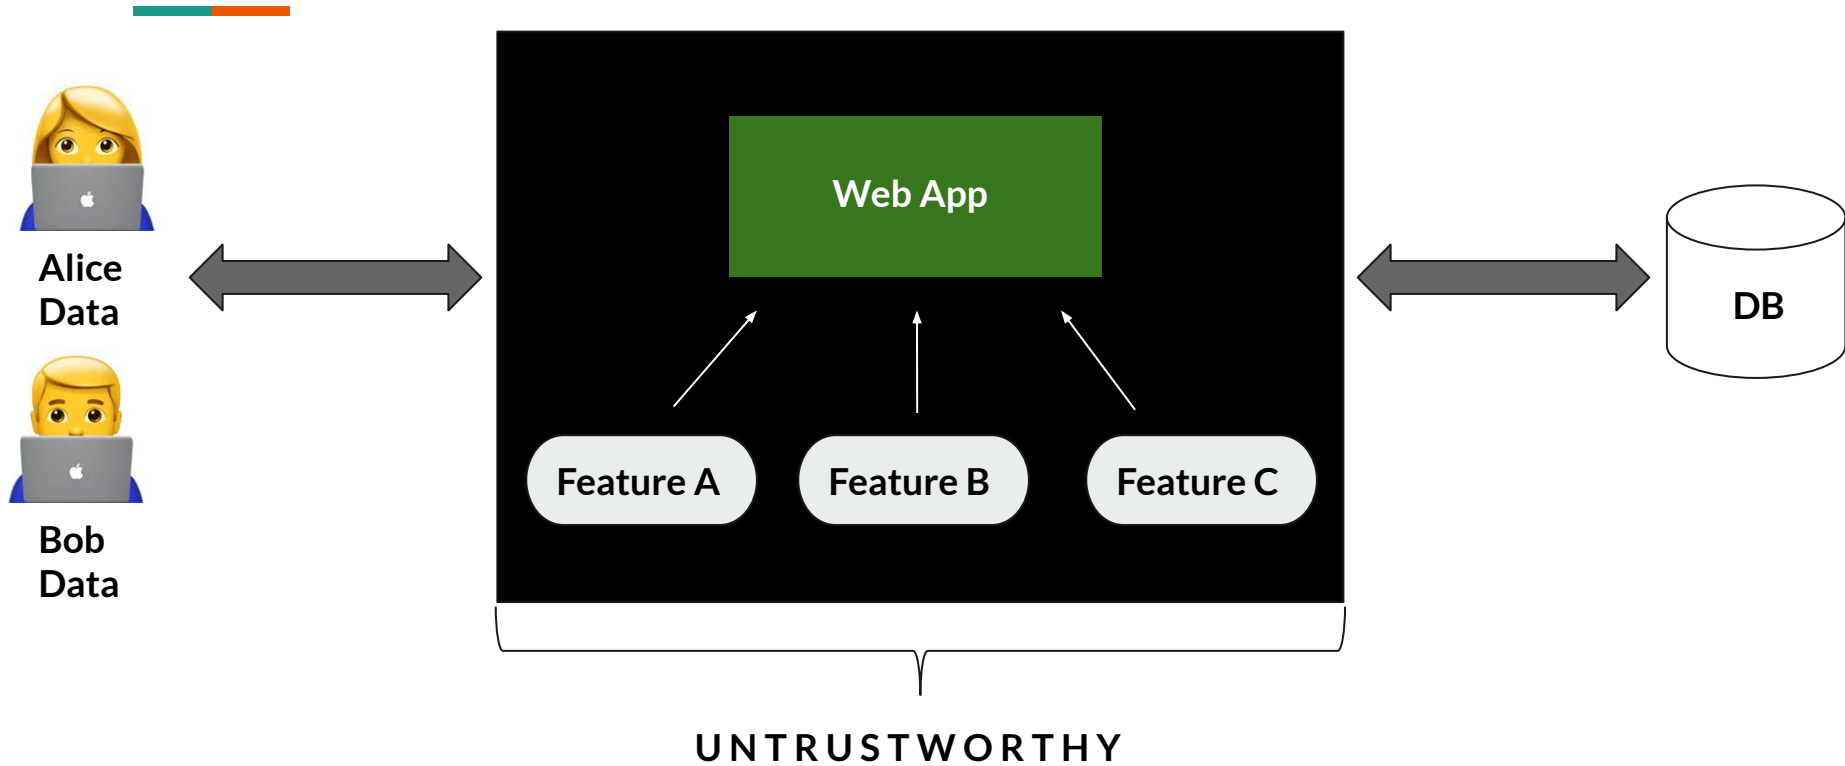 Alice
Data
Bob
Data
Web App
Feature A
Feature B
Feature C
UNTRUSTWORTHY
DB